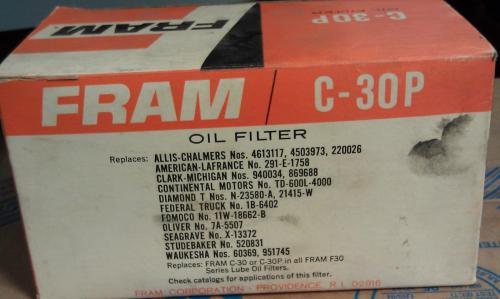 FRAM
C-30P
OIL FILTER
FRAM / C-30P
OIL FILTER
Replaces: ALLIS-CHALMERS Nos. 4613117, 4503973, 220026
AMERICAN-LAFRANCE No. 291-E-1758
CLARK-MICHIGAN Nos. 940034, 869688
CONTINENTAL MOTORS No. TD-600L-4000
DIAMOND T Nos. N-23580-A, 21415-W
FEDERAL TRUCK No. 1B-6402
FOMOCO No. 11W-18662-B
OLIVER No. 7A-5507
SEAGRAVE No. X-13372
STUDEBAKER No. 520831
WAUKESHA Nos. 60369, 951745
Replaces: FRAM C-30 or C-30P in all FRAM F30
Series Lube Oil Filters.
Check catalogs for applications of this filter.
FRAM CORPORATION - PROVIDENCE, R.I. 02916